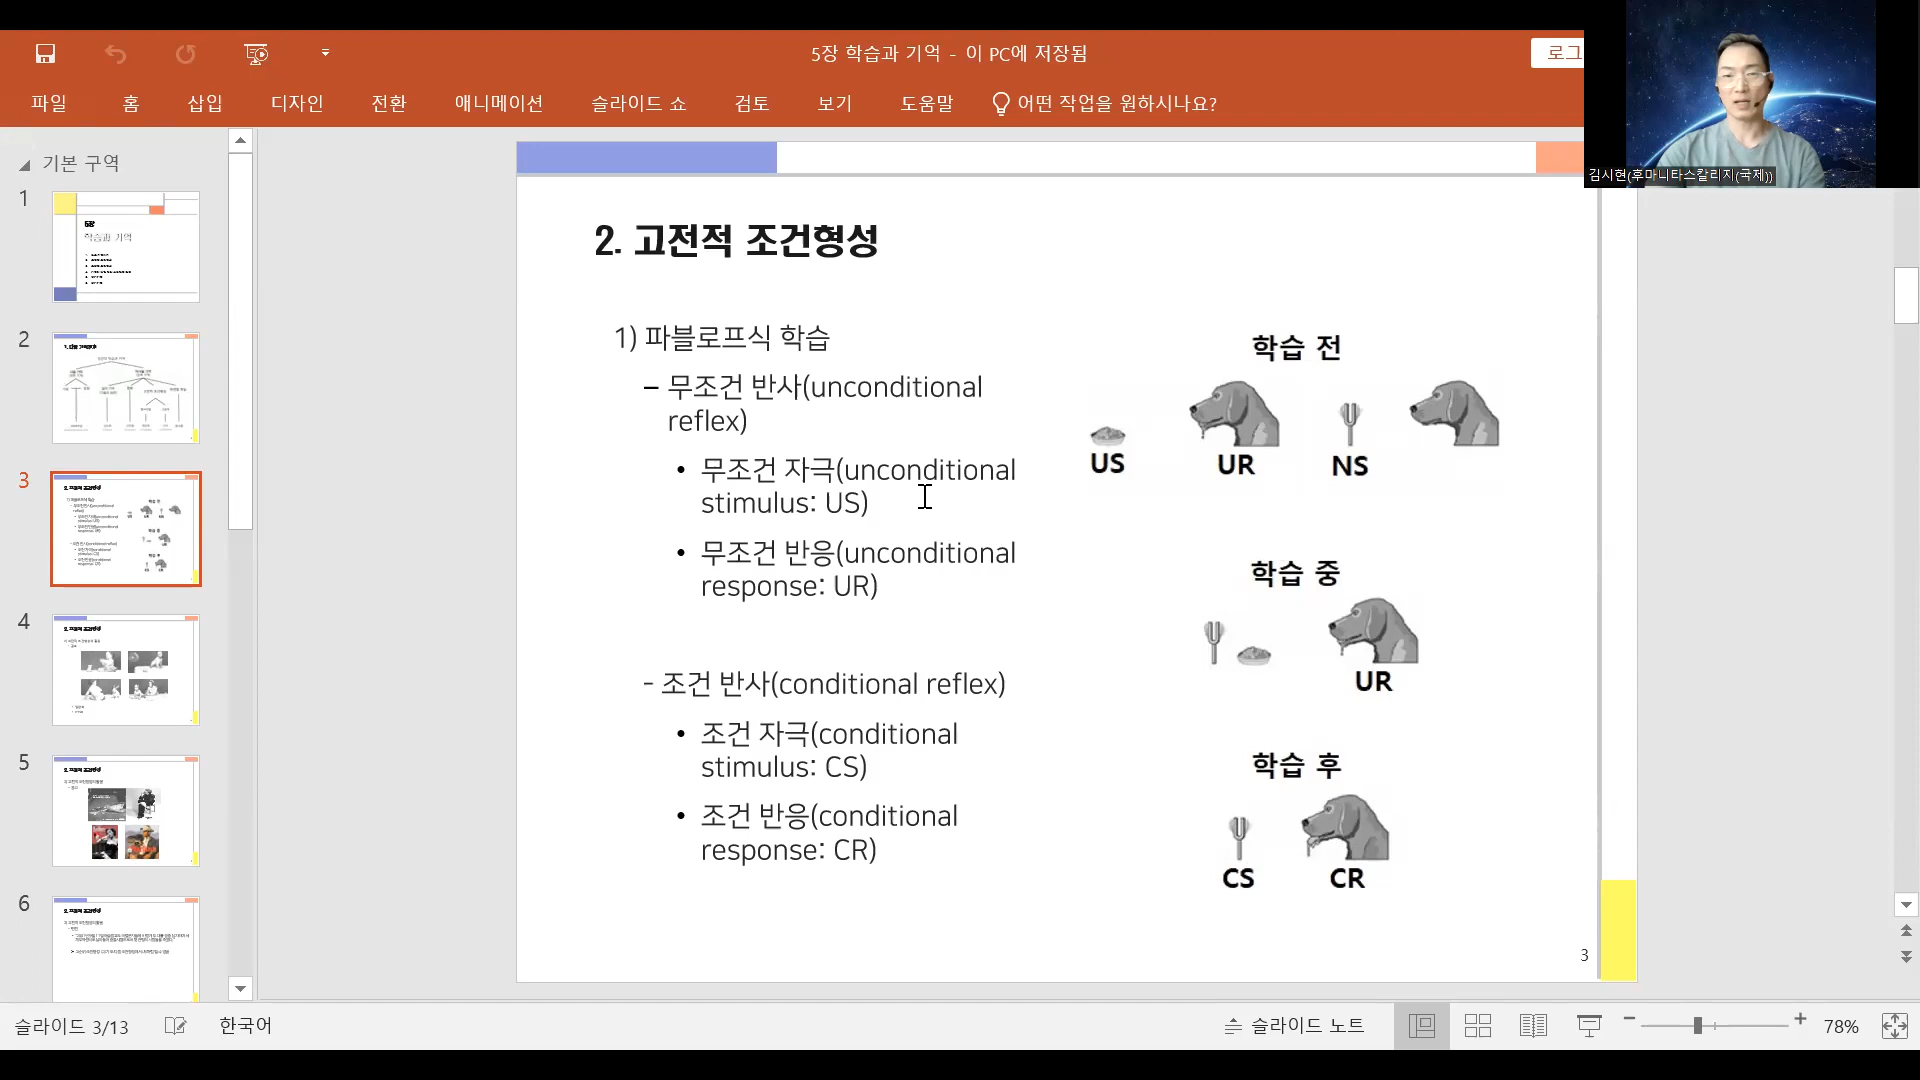 5장 학습과 기억 - 이 PC에 저장됨
로그
파일 홈 삽입 디자인 전환 애니메이션 슬라이드 쇼 검토 보기 도움말 어떤 작업을 원하시나요?
김시현(후마니타스칼리지(국제))
기본 구역
1
5장
학습과 기억
2
3
4
5
6
2. 고전적 조건형성
1) 파블로프식 학습
– 무조건 반사(unconditional
reflex)
• 무조건 자극(unconditional
stimulus: US)
• 무조건 반응(unconditional
response: UR)
- 조건 반사(conditional reflex)
• 조건 자극(conditional
stimulus: CS)
• 조건 반응(conditional
response: CR)
학습 전
US UR NS
학습 중
UR
학습 후
CS CR
3
슬라이드 3/13 한국어 슬라이드 노트 78%